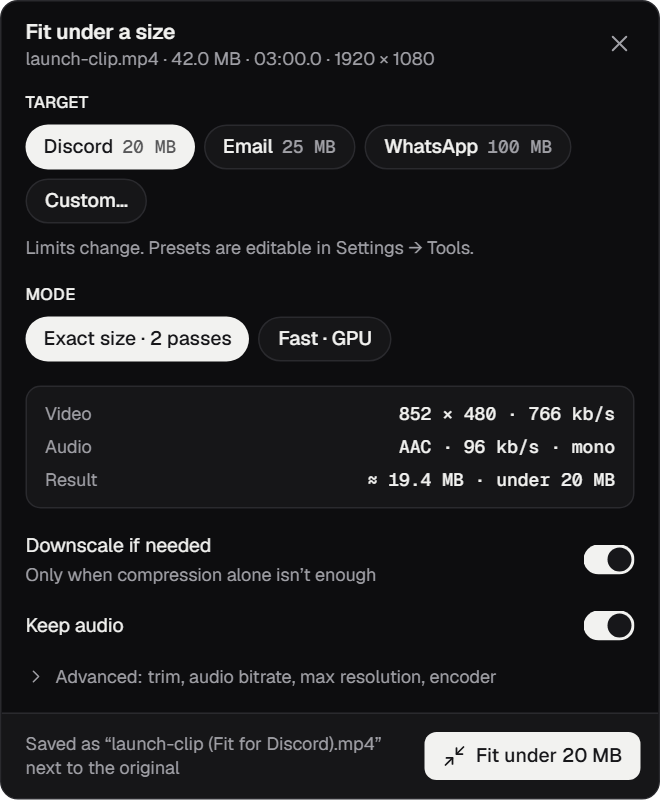 Fit under a size
launch-clip.mp4 · 42.0 MB · 03:00.0 · 1920 × 1080
TARGET
Discord 20 MB
Email 25 MB
WhatsApp 100 MB
Custom...
Limits change. Presets are editable in Settings → Tools.
MODE
Exact size · 2 passes
Fast · GPU
Video 852 × 480 · 766 kb/s
Audio AAC · 96 kb/s · mono
Result ≈ 19.4 MB · under 20 MB
Downscale if needed
Only when compression alone isn’t enough
Keep audio
Advanced: trim, audio bitrate, max resolution, encoder
Saved as “launch-clip (Fit for Discord).mp4”
next to the original
Fit under 20 MB